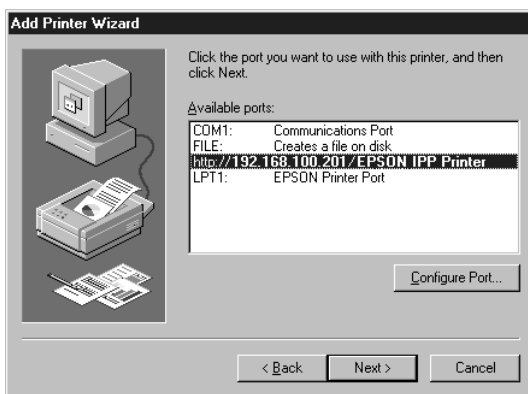 Add Printer Wizard
Click the port you want to use with this printer, and then
click Next.
Available ports:
COM1: Communications Port
FILE: Creates a file on disk
http://192.168.100.201/EPSON IPP Printer
LPT1: EPSON Printer Port
Configure Port...
< Back
Next >
Cancel